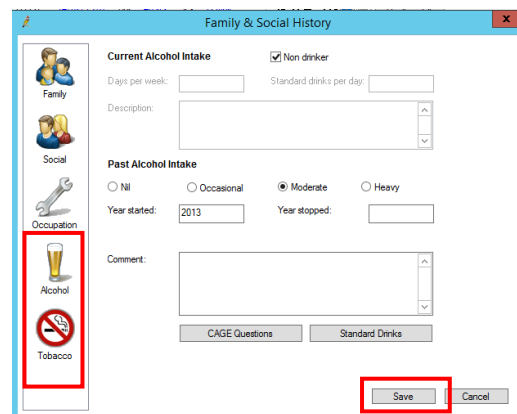 Family & Social History
x
Family
Social
Occupation
Alcohol
Tobacco
Current Alcohol Intake
Non drinker
Days per week:
Standard drinks per day:
Description:
Past Alcohol Intake
Nil
Occasional
Moderate
Heavy
Year started:
2013
Year stopped:
Comment:
CAGE Questions
Standard Drinks
Save
Cancel